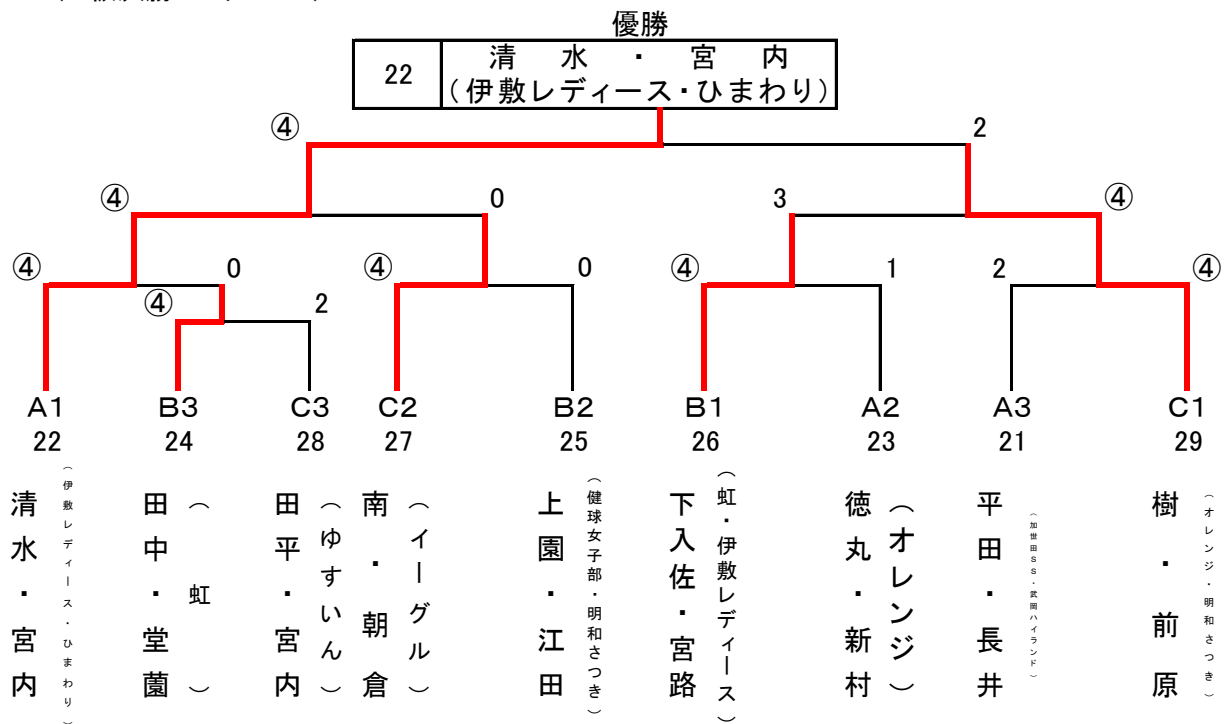 優勝
22
清水・宮内
(伊敷レディース・ひまわり)
④ 2
④ 0 3 ④
④ 0 ④ 0 ④ 1 2 ④
④ 2
A1 B3 C3 C2 B2 B1 A2 A3 C1
22 24 28 27 25 26 23 21 29
清水・宮内
(伊敷レディース・ひまわり)
田中・堂薗
(虹)
田平・宮内
(ゆすいん)
南・朝倉
(イーグル)
上園・江田
(健球女子部・明和さつき)
下入佐・宮路
(虹・伊敷レディース)
徳丸・新村
(オレンジ)
平田・長井
(加世田SS・武岡ハイランド)
樹・前原
(オレンジ・明和さつき)